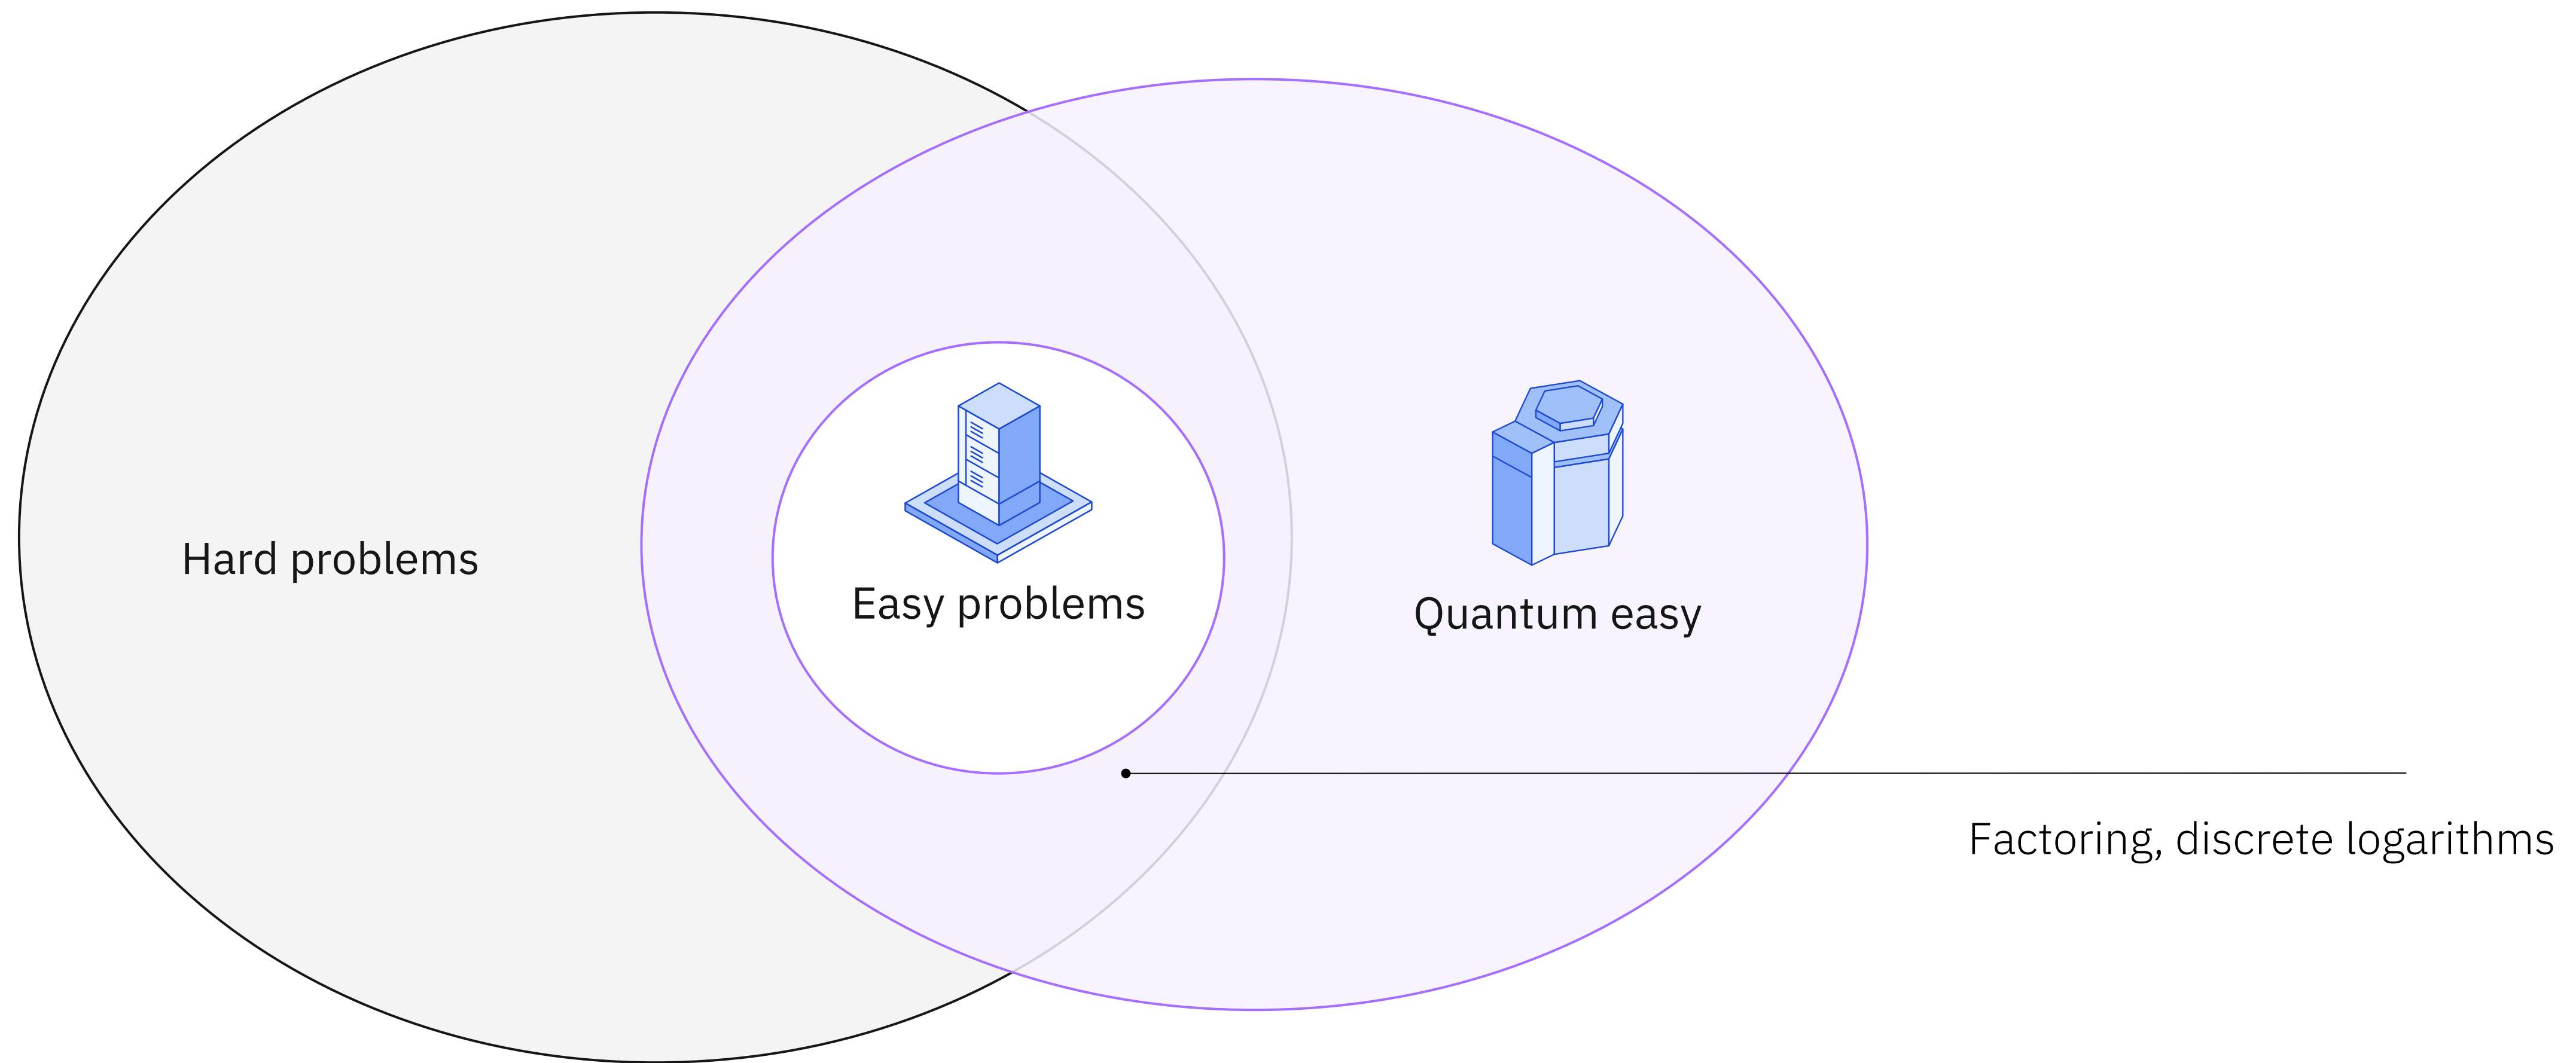 Hard problems
Easy problems
Quantum easy
Factoring, discrete logarithms